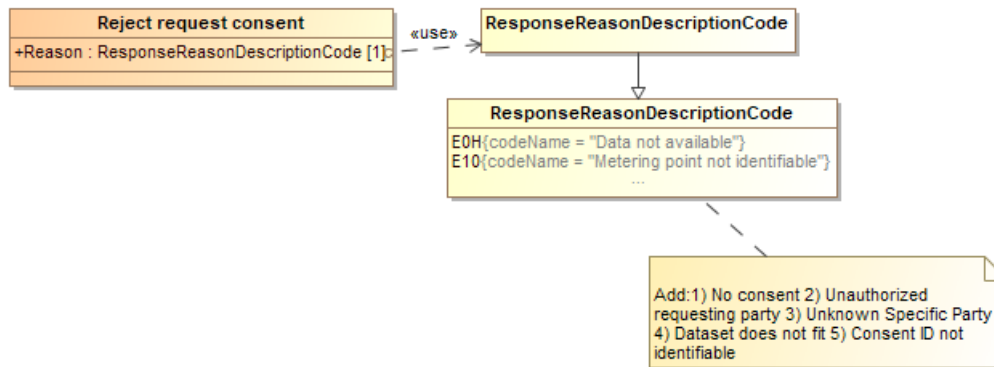 Reject request consent
+Reason : ResponseReasonDescriptionCode [1]
«use»
ResponseReasonDescriptionCode
ResponseReasonDescriptionCode
E0H{codeName = "Data not available"}
E10{codeName = "Metering point not identifiable"}
...
Add:1) No consent 2) Unauthorized
requesting party 3) Unknown Specific Party
4) Dataset does not fit 5) Consent ID not
identifiable